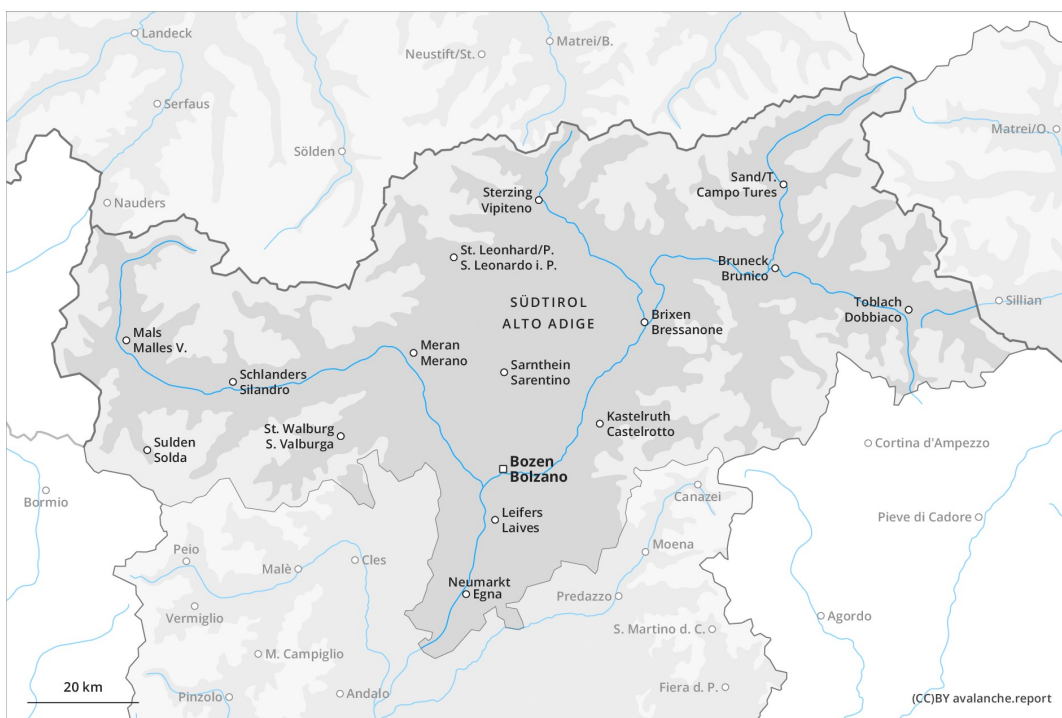 Landeck
Neustift/St.
Matrei/B.
Serfaus
Sölden
Matrei/O.
Nauders
Sand/T.
Campo Tures
Sterzing
Vipiteno
St. Leonhard/P.
S. Leonardo i. P.
Bruneck
Brunico
SÜDTIROL
ALTO ADIGE
Toblach
Dobbiaco
Sillian
Brixen
Bressanone
Mals
Malles V.
Meran
Merano
Sarnthein
Sarentino
Schlanders
Silandro
St. Walburg
S. Valburga
Kastelruth
Castelrotto
Sulden
Solda
Cortina d'Ampezzo
Bozen
Bolzano
Bormio
Canazei
Leifers
Laives
Pieve di Cadore
Moena
Peio
Malè
Cles
Neumarkt
Egna
Predazzo
Vermiglio
Agordo
S. Martino d. C.
M. Campiglio
20 km
Pinzolo
Andalo
Fiera d. P.
(CC)BY avalanche.report